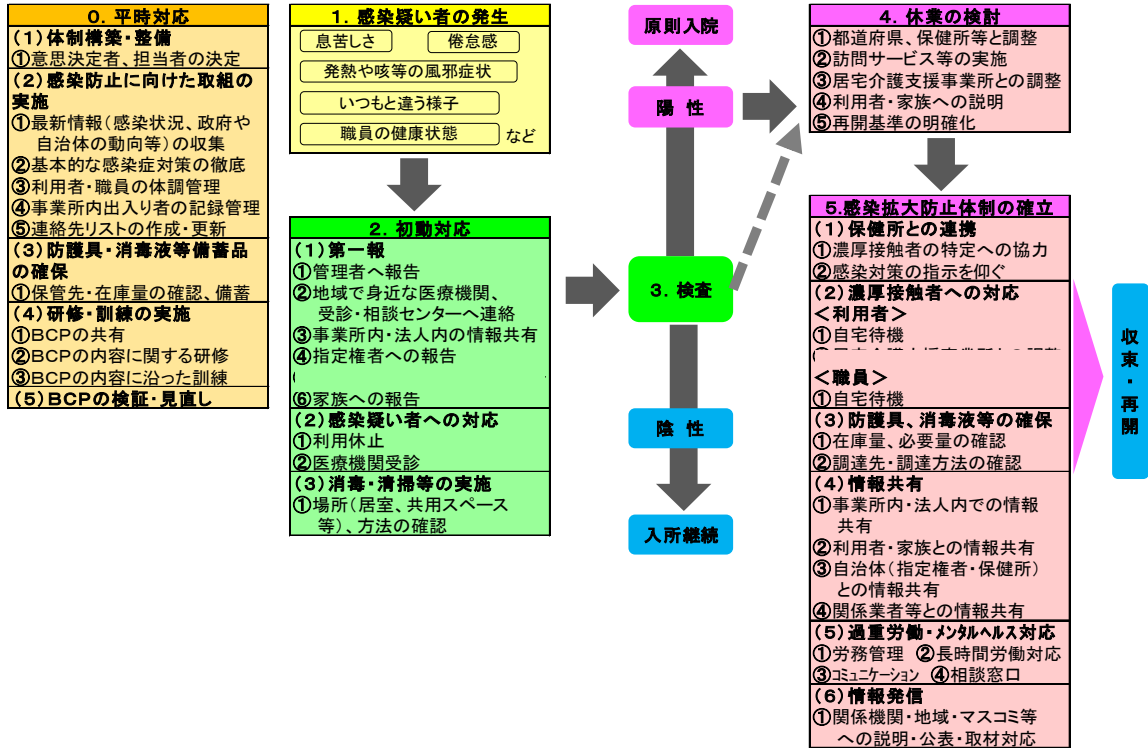 0. 平時対応
(1)体制構築・整備
①意思決定者、担当者の決定
(2)感染防止に向けた取組の
実施
①最新情報(感染状況、政府や
自治体の動向等)の収集
②基本的な感染症対策の徹底
③利用者・職員の体調管理
④事業所内出入り者の記録管理
⑤連絡先リストの作成・更新
(3)防護具・消毒液等備蓄品
の確保
①保管先・在庫量の確認、備蓄
(4)研修・訓練の実施
①BCPの共有
②BCPの内容に関する研修
③BCPの内容に沿った訓練
(5)BCPの検証・見直し
1. 感染疑い者の発生
息苦しさ
倦怠感
発熱や咳等の風邪症状
いつもと違う様子
職員の健康状態
など
2. 初動対応
(1)第一報
①管理者へ報告
②地域で身近な医療機関、
受診・相談センターへ連絡
③事業所内・法人内の情報共有
④指定権者への報告
⑥家族への報告
(2)感染疑い者への対応
①利用休止
②医療機関受診
(3)消毒・清掃等の実施
①場所(居室、共用スペース
等)、方法の確認
原則入院
陽 性
3. 検査
陰 性
入所継続
4. 休業の検討
①都道府県、保健所等と調整
②訪問サービス等の実施
③居宅介護支援事業所との調整
④利用者・家族への説明
⑤再開基準の明確化
5.感染拡大防止体制の確立
(1)保健所との連携
①濃厚接触者の特定への協力
②感染対策の指示を仰ぐ
(2)濃厚接触者への対応
<利用者>
①自宅待機
<職員>
①自宅待機
(3)防護具、消毒液等の確保
①在庫量、必要量の確認
②調達先・調達方法の確認
(4)情報共有
①事業所内・法人内での情報
共有
②利用者・家族との情報共有
③自治体(指定権者・保健所)
との情報共有
④関係業者等との情報共有
(5)過重労働・メンタルヘルス対応
①労務管理 ②長時間労働対応
③コミュニケーション ④相談窓口
(6)情報発信
①関係機関・地域・マスコミ等
への説明・公表・取材対応
収束・再開